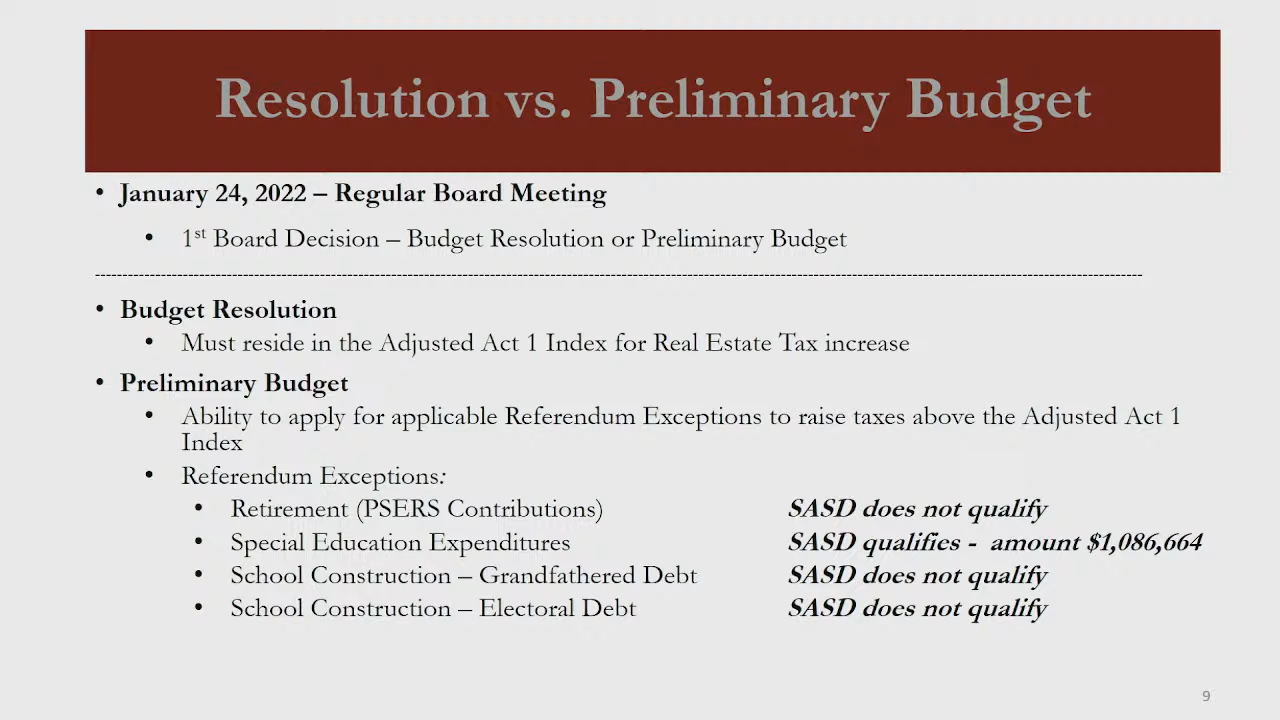 Resolution vs. Preliminary Budget
• January 24, 2022 – Regular Board Meeting
• 1st Board Decision – Budget Resolution or Preliminary Budget
• Budget Resolution
• Must reside in the Adjusted Act 1 Index for Real Estate Tax increase
• Preliminary Budget
• Ability to apply for applicable Referendum Exceptions to raise taxes above the Adjusted Act 1
Index
• Referendum Exceptions:
• Retirement (PSERS Contributions) SASD does not qualify
• Special Education Expenditures SASD qualifies - amount $1,086,664
• School Construction – Grandfathered Debt SASD does not qualify
• School Construction – Electoral Debt SASD does not qualify
9